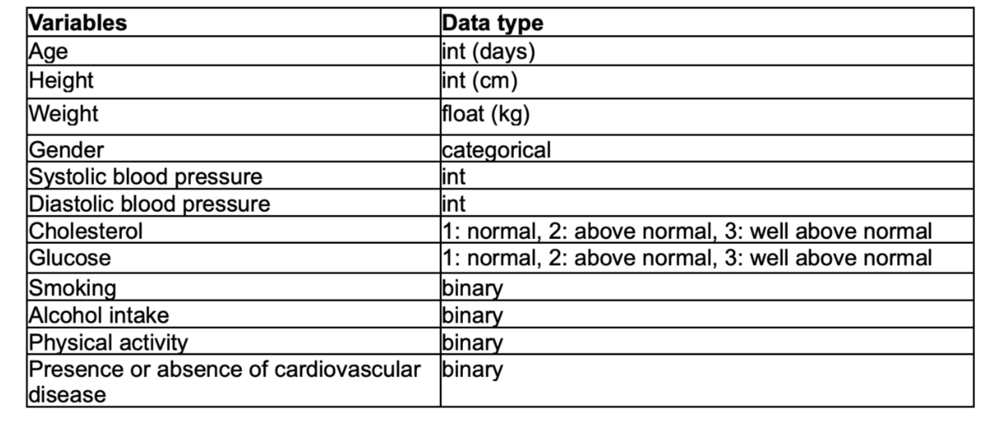 Variables Data type
Age int (days)
Height int (cm)
Weight float (kg)
Gender categorical
Systolic blood pressure int
Diastolic blood pressure int
Cholesterol 1: normal, 2: above normal, 3: well above normal
Glucose 1: normal, 2: above normal, 3: well above normal
Smoking binary
Alcohol intake binary
Physical activity binary
Presence or absence of cardiovascular binary
disease